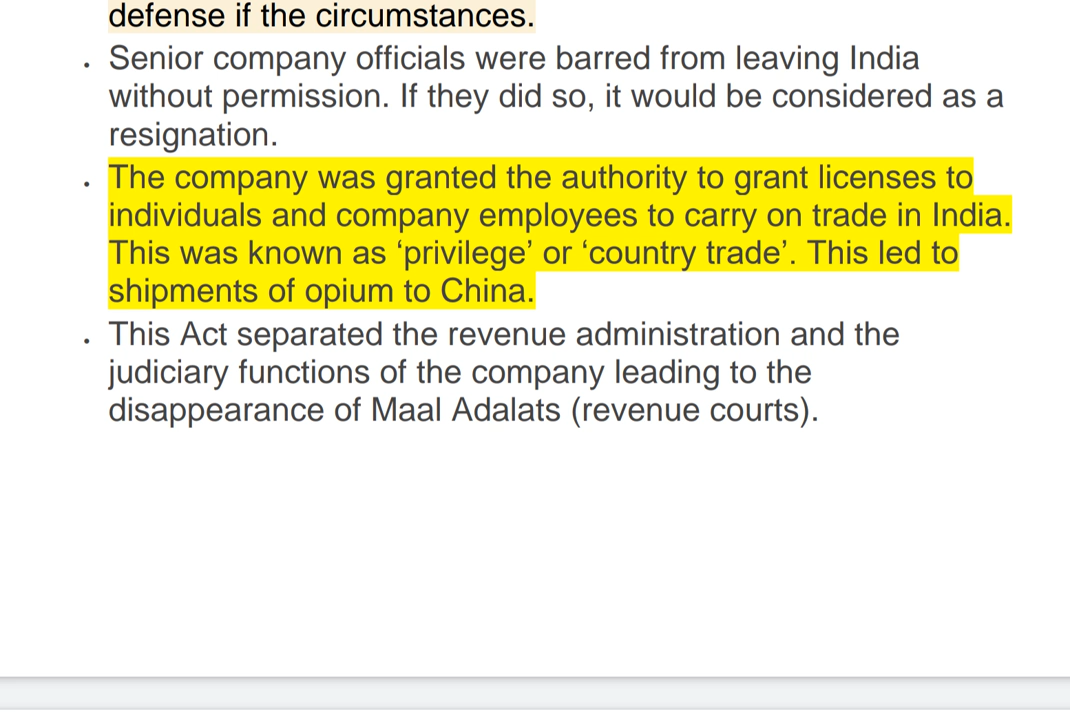 defense if the circumstances.
• Senior company officials were barred from leaving India
without permission. If they did so, it would be considered as a
resignation.
• The company was granted the authority to grant licenses to
individuals and company employees to carry on trade in India.
This was known as ‘privilege’ or ‘country trade’. This led to
shipments of opium to China.
• This Act separated the revenue administration and the
judiciary functions of the company leading to the
disappearance of Maal Adalats (revenue courts).